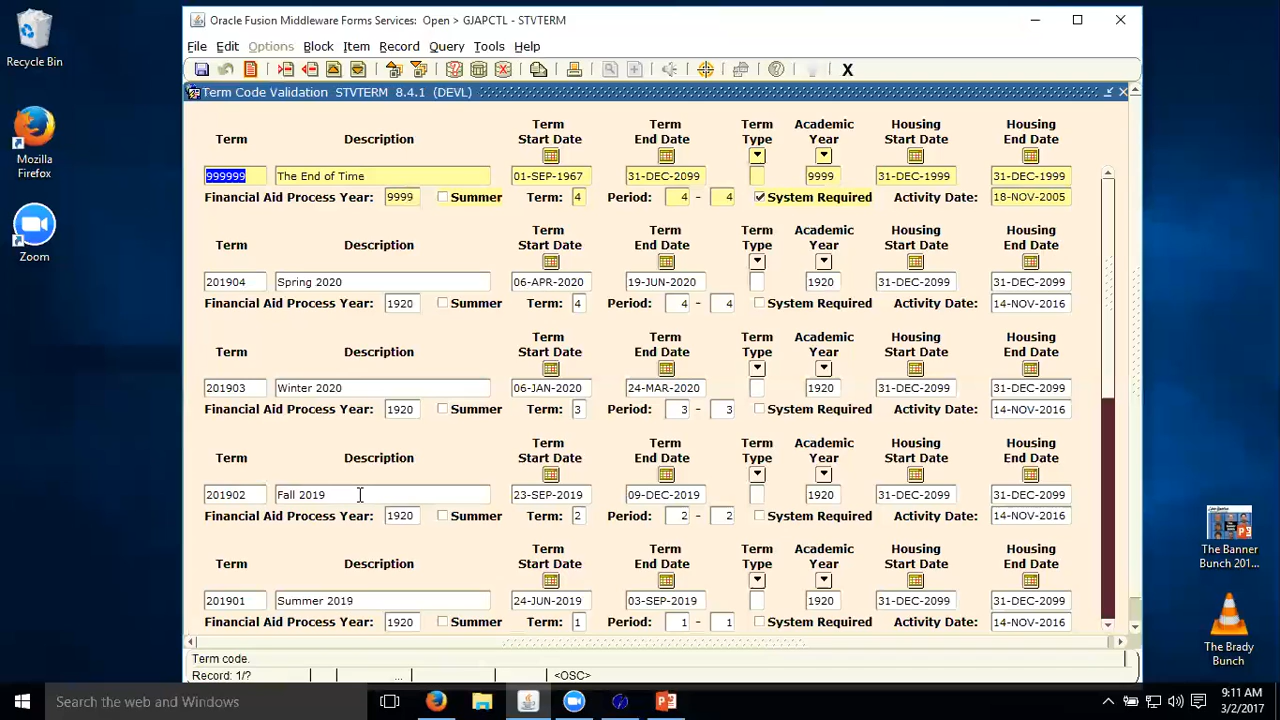 Recycle Bin
Mozilla
Firefox
Zoom
Oracle Fusion Middleware Forms Services: Open > GJAPCTL - STVTERM
File Edit Options Block Item Record Query Tools Help
X
Term Code Validation STVTERM 8.4.1 (DEVL)
Term Term Term Academic Housing Housing
Term Description Start Date End Date Type Year Start Date End Date
999999 The End of Time 01-SEP-1967 31-DEC-2099 9999 31-DEC-1999 31-DEC-1999
Financial Aid Process Year: 9999 Summer Term: 4 Period: 4 - 4 System Required Activity Date: 18-NOV-2005
Term Term Term Academic Housing Housing
Term Description Start Date End Date Type Year Start Date End Date
201904 Spring 2020 06-APR-2020 19-JUN-2020 1920 31-DEC-2099 31-DEC-2099
Financial Aid Process Year: 1920 Summer Term: 4 Period: 4 - 4 System Required Activity Date: 14-NOV-2016
Term Term Term Academic Housing Housing
Term Description Start Date End Date Type Year Start Date End Date
201903 Winter 2020 06-JAN-2020 24-MAR-2020 1920 31-DEC-2099 31-DEC-2099
Financial Aid Process Year: 1920 Summer Term: 3 Period: 3 - 3 System Required Activity Date: 14-NOV-2016
Term Term Term Academic Housing Housing
Term Description Start Date End Date Type Year Start Date End Date
201902 Fall 2019 23-SEP-2019 09-DEC-2019 1920 31-DEC-2099 31-DEC-2099
Financial Aid Process Year: 1920 Summer Term: 2 Period: 2 - 2 System Required Activity Date: 14-NOV-2016
Term Term Term Academic Housing Housing
Term Description Start Date End Date Type Year Start Date End Date
201901 Summer 2019 24-JUN-2019 03-SEP-2019 1920 31-DEC-2099 31-DEC-2099
Financial Aid Process Year: 1920 Summer Term: 1 Period: 1 - 1 System Required Activity Date: 14-NOV-2016
Term code.
Record: 1/? ... <OSC>
The Banner
Bunch 201...
The Brady
Bunch
Search the web and Windows
9:11 AM
3/2/2017